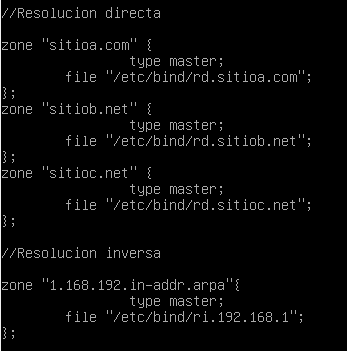 //Resolucion directa
zone "sitioa.com" {
type master;
file "/etc/bind/rd.sitioa.com";
};
zone "sitiob.net" {
type master;
file "/etc/bind/rd.sitiob.net";
};
zone "sitioc.net" {
type master;
file "/etc/bind/rd.sitioc.net";
};
//Resolucion inversa
zone "1.168.192.in-addr.arpa"{
type master;
file "/etc/bind/ri.192.168.1";
};